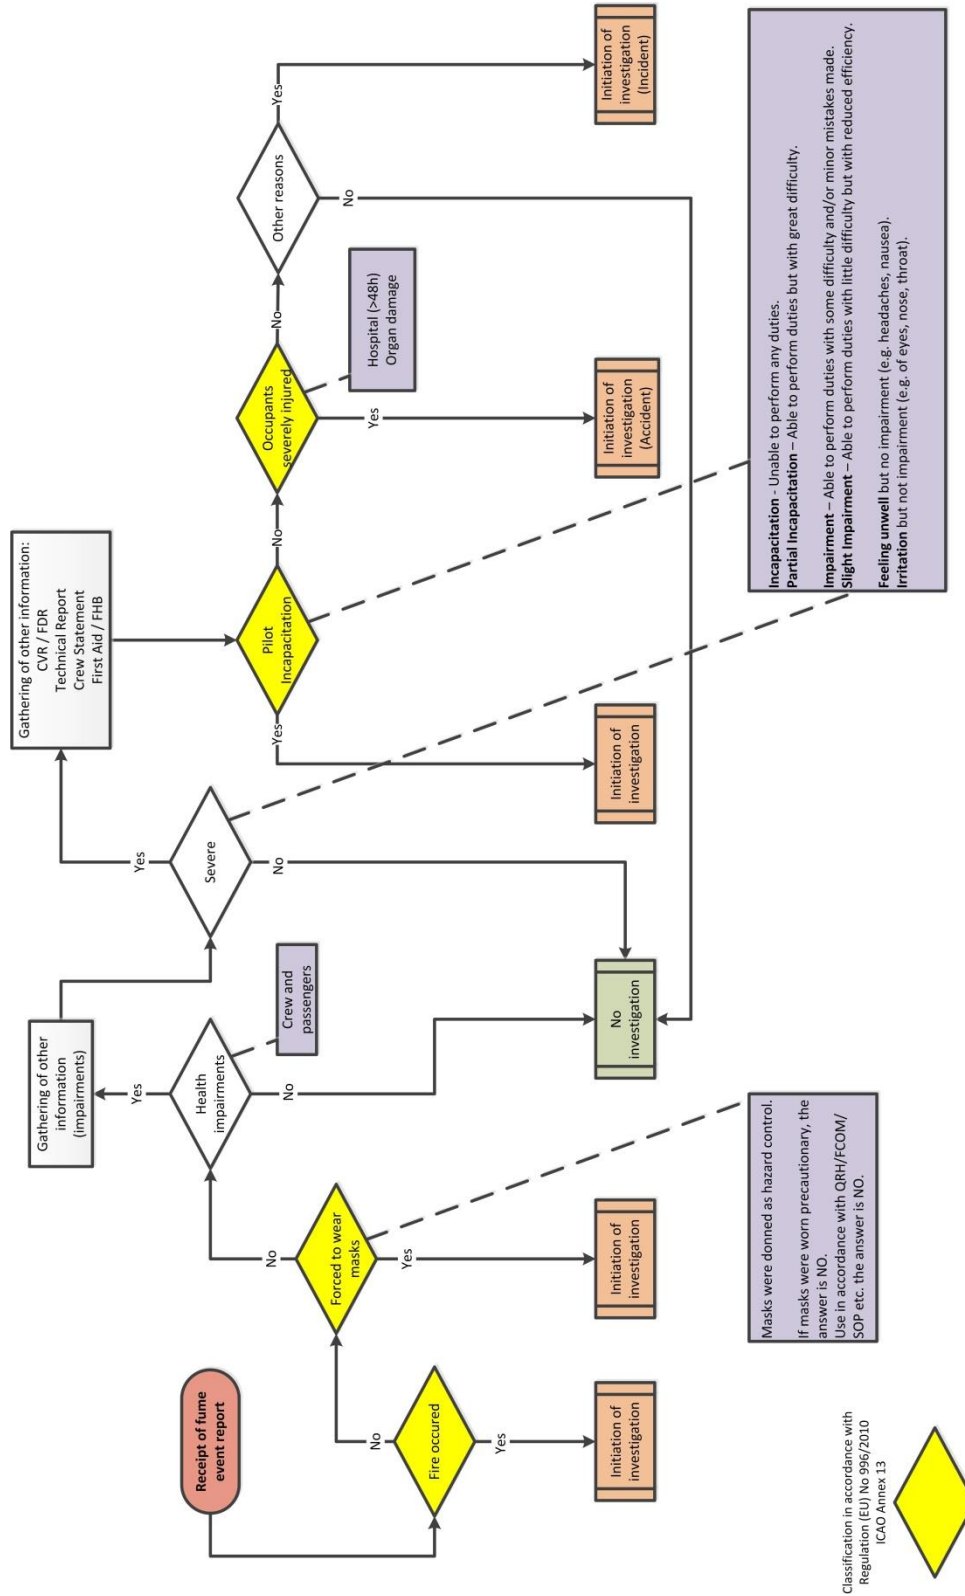 Receipt of fume
event report
Fire occured
Yes
No
Initiation of
investigation
Forced to wear
masks
Yes
No
Initiation of
investigation
Masks were donned as hazard control.
If masks were worn precautionary, the
answer is NO.
Use in accordance with QRH/FCOM/
SOP etc. the answer is NO.
Health
impairments
Yes
No
Crew and
passengers
Gathering of other
information
(impairments)
No
investigation
Severe
Yes
No
Gathering of other information:
CVR / FDR
Technical Report
Crew Statement
First Aid / FHB
Pilot
Incapacitation
Yes
No
Initiation of
investigation
Occupants
severely injured
Yes
No
Hospital (>48h)
Organ damage
Initiation of
investigation
(Accident)
Other reasons
Yes
No
Initiation of
investigation
(Incident)
Incapacitation - Unable to perform any duties.
Partial Incapacitation – Able to perform duties but with great difficulty.
Impairment – Able to perform duties with some difficulty and/or minor mistakes made.
Slight Impairment – Able to perform duties with little difficulty but with reduced efficiency.
Feeling unwell but no impairment (e.g. headaches, nausea).
Irritation but not impairment (e.g. of eyes, nose, throat).
Classification in accordance with
Regulation (EU) No 996/2010
ICAO Annex 13